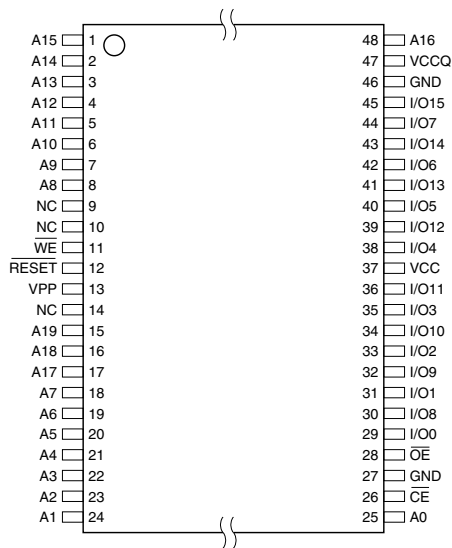 A15 1 48 A16
A14 2 47 VCCQ
A13 3 46 GND
A12 4 45 I/O15
A11 5 44 I/O7
A10 6 43 I/O14
A9 7 42 I/O6
A8 8 41 I/O13
NC 9 40 I/O5
NC 10 39 I/O12
W̅E̅ 11 38 I/O4
R̅E̅S̅E̅T̅ 12 37 VCC
VPP 13 36 I/O11
NC 14 35 I/O3
A19 15 34 I/O10
A18 16 33 I/O2
A17 17 32 I/O9
A7 18 31 I/O1
A6 19 30 I/O8
A5 20 29 I/O0
A4 21 28 O̅E̅
A3 22 27 GND
A2 23 26 C̅E̅
A1 24 25 A0